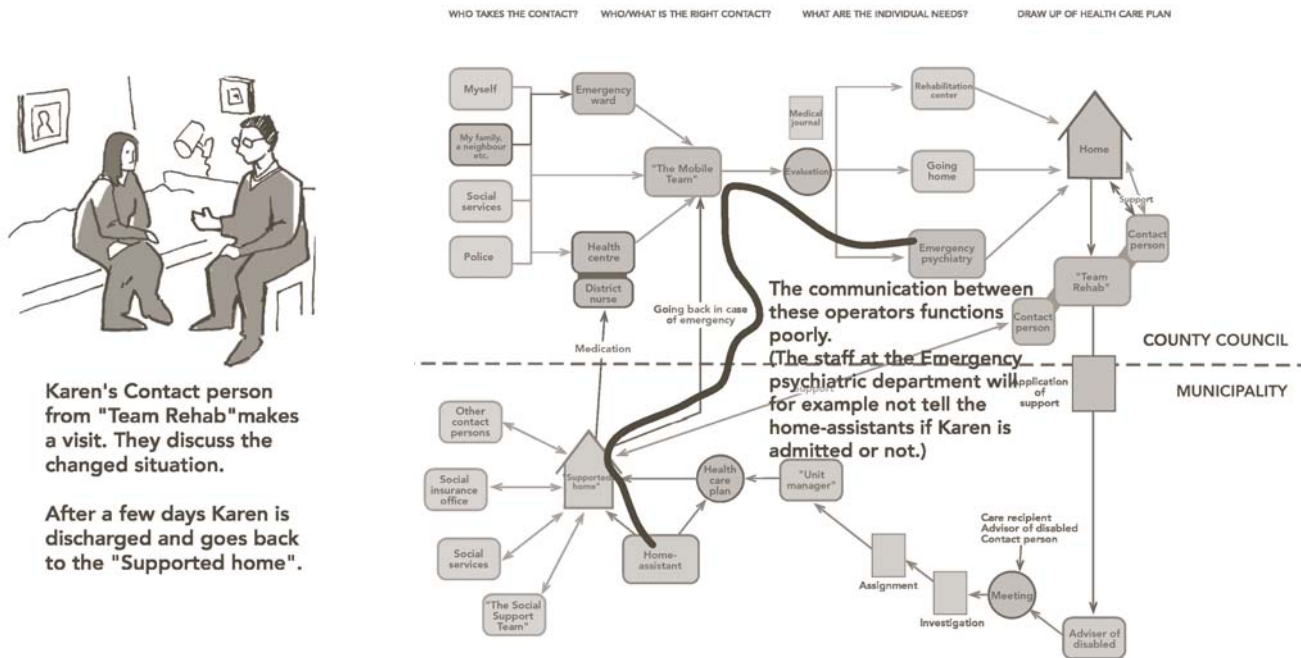 WHO TAKES THE CONTACT?
WHO/WHAT IS THE RIGHT CONTACT?
WHAT ARE THE INDIVIDUAL NEEDS?
DRAW UP OF HEALTH CARE PLAN
Myself
My family,
a neighbour
etc.
Social
services
Police
Emergency
ward
"The Mobile
Team"
Health
centre
District
nurse
Medical
journal
Evaluation
Rehabilitation
center
Going
home
Emergency
psychiatry
Home
Support
Contact
person
"Team
Rehab"
Contact
person
Going back in case
of emergency
Medication
The communication between
these operators functions
poorly.
(The staff at the Emergency
psychiatric department will
for example not tell the
home-assistants if Karen is
admitted or not.)
Support
Application
of
support
COUNTY COUNCIL
MUNICIPALITY
Karen's Contact person
from "Team Rehab"makes
a visit. They discuss the
changed situation.
After a few days Karen is
discharged and goes back
to the "Supported home".
Other
contact
persons
Social
insurance
office
Social
services
"The Social
Support
Team"
"Supported
home"
Home-
assistant
Health
care
plan
"Unit
manager"
Assignment
Investigation
Care recipient
Advisor of disabled
Contact person
Meeting
Adviser of
disabled